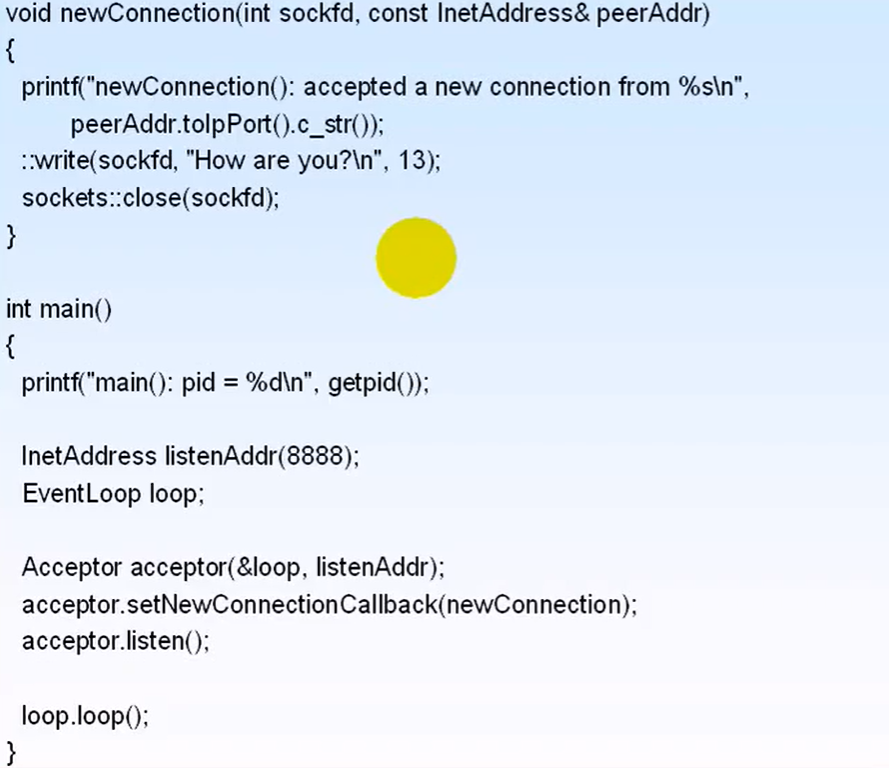 void newConnection(int sockfd, const InetAddress& peerAddr)
{
printf("newConnection(): accepted a new connection from %s\n",
peerAddr.toIpPort().c_str());
::write(sockfd, "How are you?\n", 13);
sockets::close(sockfd);
}
int main()
{
printf("main(): pid = %d\n", getpid());
InetAddress listenAddr(8888);
EventLoop loop;
Acceptor acceptor(&loop, listenAddr);
acceptor.setNewConnectionCallback(newConnection);
acceptor.listen();
loop.loop();
}